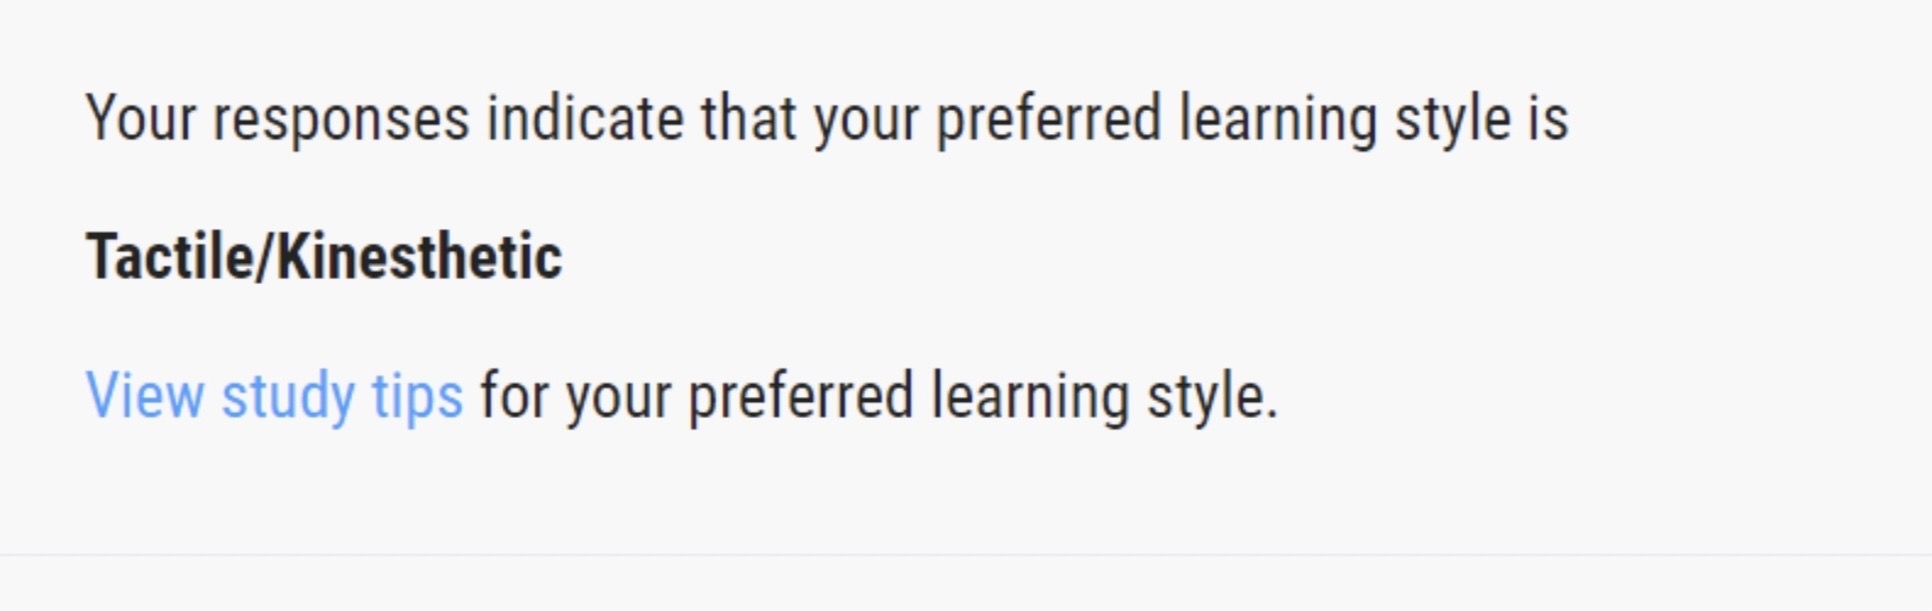 Your responses indicate that your preferred learning style is
Tactile/Kinesthetic
View study tips for your preferred learning style.